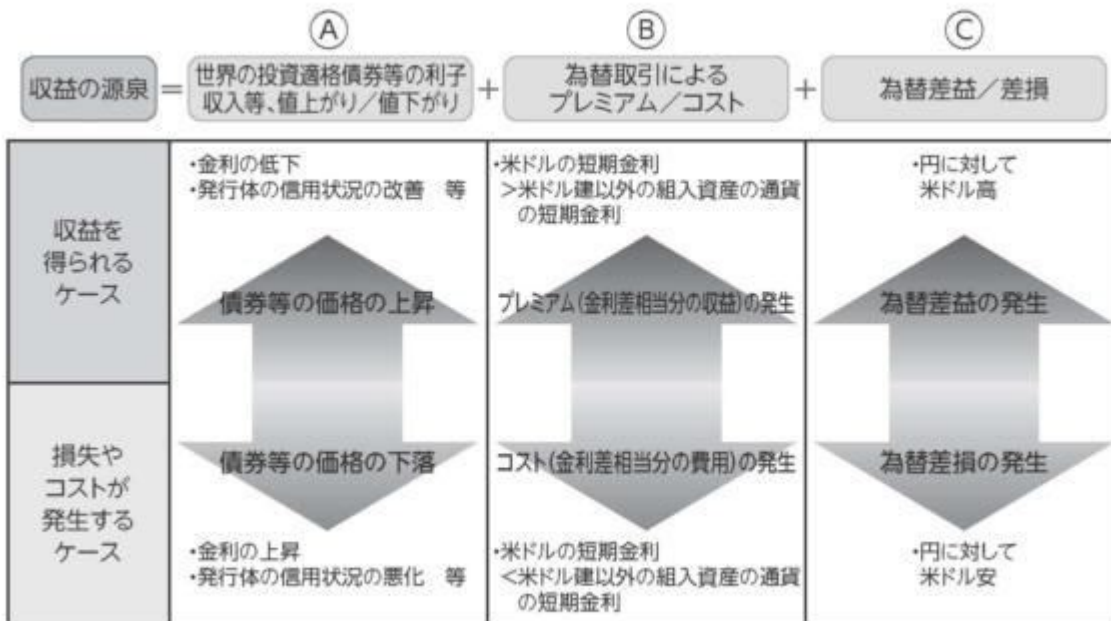 Ⓐ
Ⓑ
Ⓒ
収益の源泉
=
世界の投資適格債券等の利子
収入等、値上がり／値下がり
+
為替取引による
プレミアム／コスト
+
為替差益／差損
収益を
得られる
ケース
・金利の低下
・発行体の信用状況の改善　等
債券等の価格の上昇
・米ドルの短期金利
＞米ドル建以外の組入資産の通貨
の短期金利
プレミアム(金利差相当分の収益)の発生
・円に対して
米ドル高
為替差益の発生
損失や
コストが
発生する
ケース
債券等の価格の下落
・金利の上昇
・発行体の信用状況の悪化　等
コスト(金利差相当分の費用)の発生
・米ドルの短期金利
＜米ドル建以外の組入資産の通貨
の短期金利
為替差損の発生
・円に対して
米ドル安